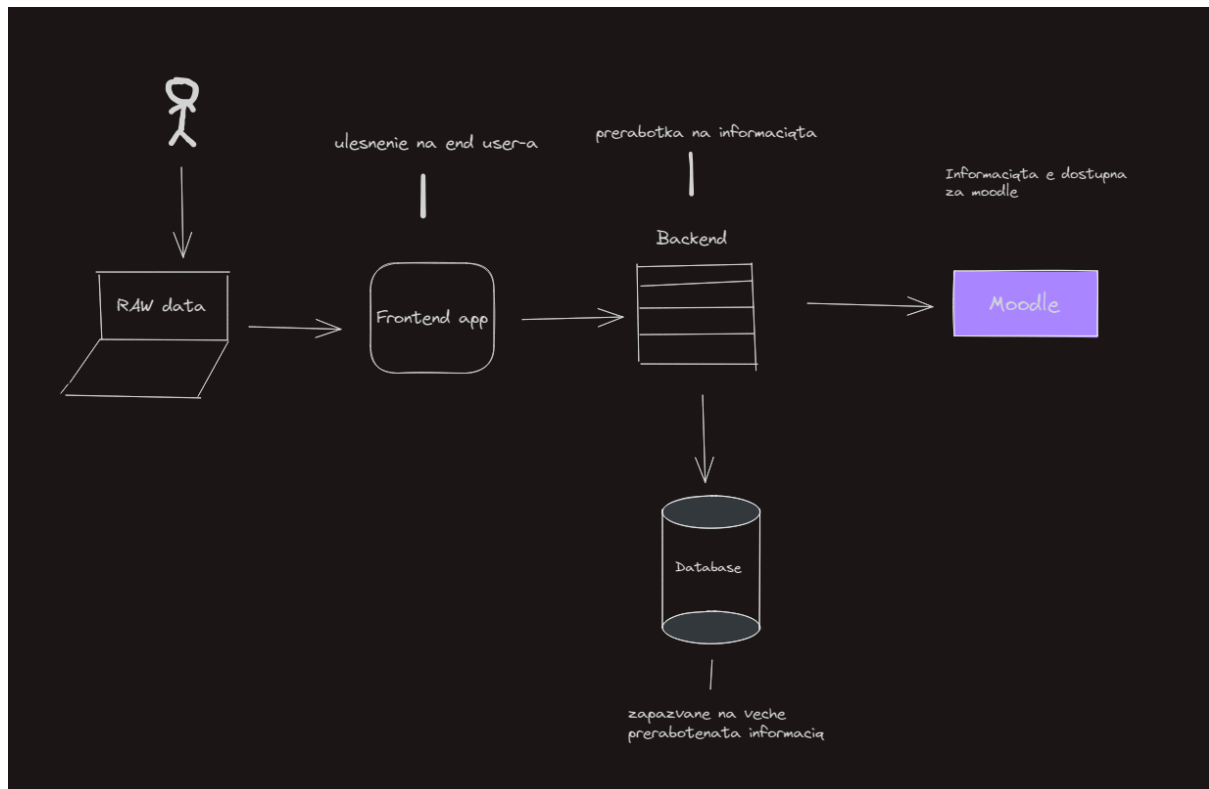 ulesnenie na end user-a
prerabotka na informaciqta
Informaciqta e dostupna
za moodle
Backend
RAW data
Frontend app
Moodle
Database
zapazvane na veche
prerabotenata informaciq